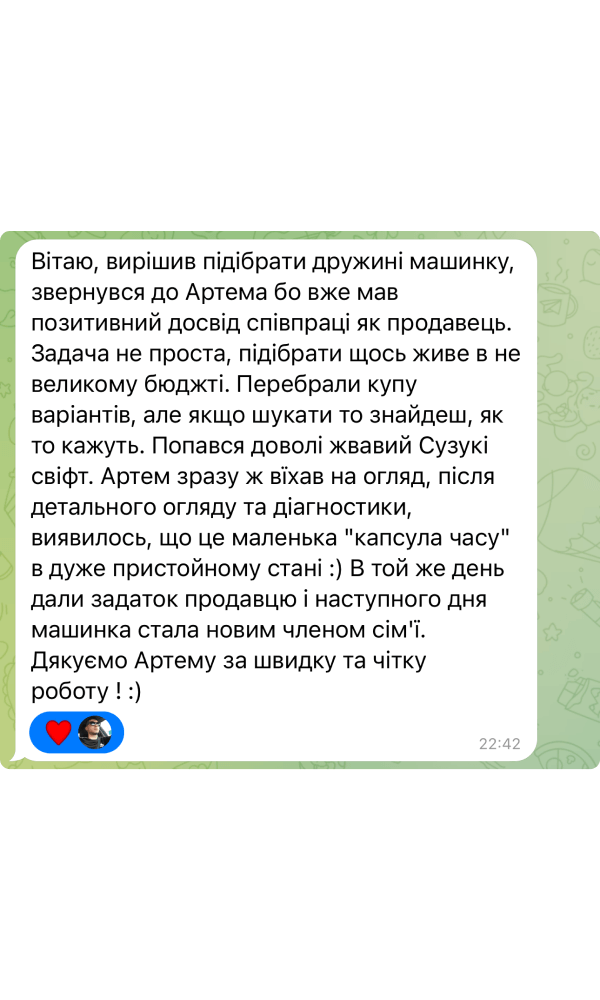 Вітаю, вирішив підібрати дружині машинку,
звернувся до Артема бо вже мав
позитивний досвід співпраці як продавець.
Задача не проста, підібрати щось живе в не
великому бюджті. Перебрали купу
варіантів, але якщо шукати то знайдеш, як
то кажуть. Попався доволі жвавий Сузукі
свіфт. Артем зразу ж вїхав на огляд, після
детального огляду та діагностики,
виявилось, що це маленька "капсула часу"
в дуже пристойному стані :) В той же день
дали задаток продавцю і наступного дня
машинка стала новим членом сім'ї.
Дякуємо Артему за швидку та чітку
роботу ! :)
22:42